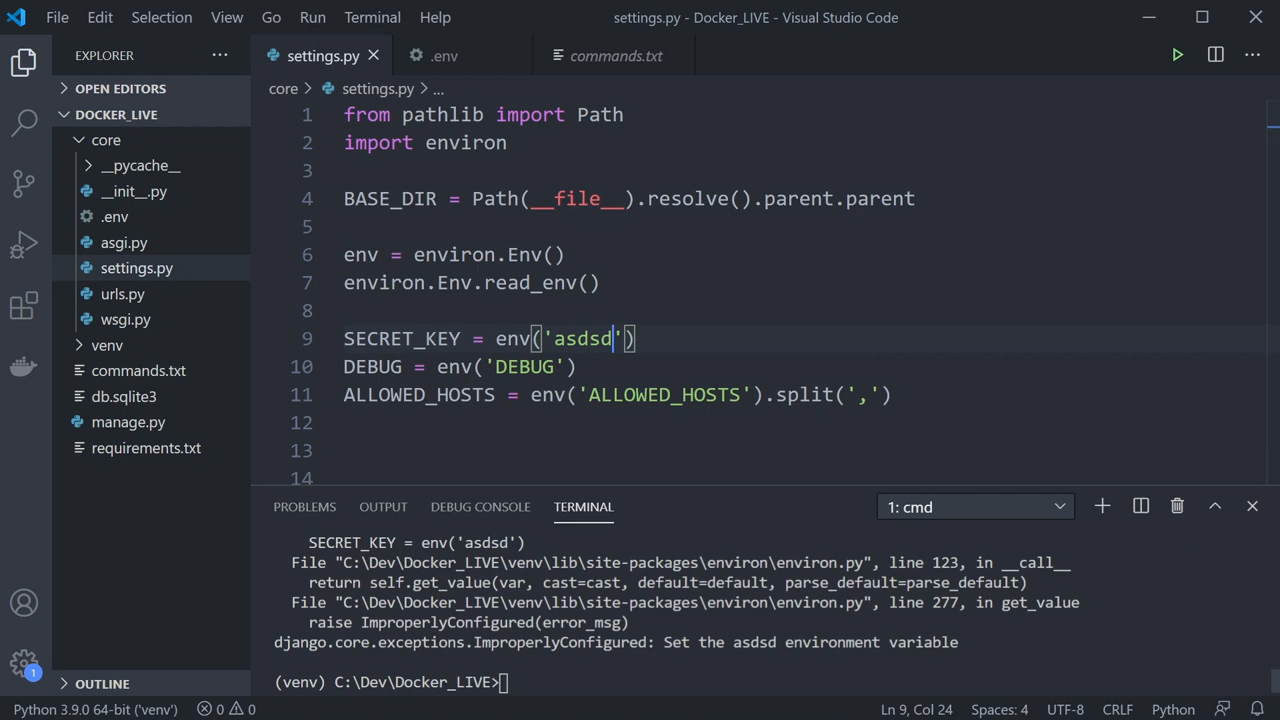 File Edit Selection View Go Run Terminal Help settings.py - Docker_LIVE - Visual Studio Code
EXPLORER
settings.py
.env
commands.txt
OPEN EDITORS
DOCKER_LIVE
core
__pycache__
__init__.py
.env
asgi.py
settings.py
urls.py
wsgi.py
venv
commands.txt
db.sqlite3
manage.py
requirements.txt
OUTLINE
core > settings.py > ...
1 from pathlib import Path
2 import environ
3
4 BASE_DIR = Path(__file__).resolve().parent.parent
5
6 env = environ.Env()
7 environ.Env.read_env()
8
9 SECRET_KEY = env('asdsd')
10 DEBUG = env('DEBUG')
11 ALLOWED_HOSTS = env('ALLOWED_HOSTS').split(',')
12
13
14
PROBLEMS OUTPUT DEBUG CONSOLE TERMINAL 1: cmd
SECRET_KEY = env('asdsd')
File "C:\Dev\Docker_LIVE\venv\lib\site-packages\environ\environ.py", line 123, in __call__
return self.get_value(var, cast=cast, default=default, parse_default=parse_default)
File "C:\Dev\Docker_LIVE\venv\lib\site-packages\environ\environ.py", line 277, in get_value
raise ImproperlyConfigured(error_msg)
django.core.exceptions.ImproperlyConfigured: Set the asdsd environment variable
(venv) C:\Dev\Docker_LIVE>
1
Python 3.9.0 64-bit ('venv') 0 0 Ln 9, Col 24 Spaces: 4 UTF-8 CRLF Python